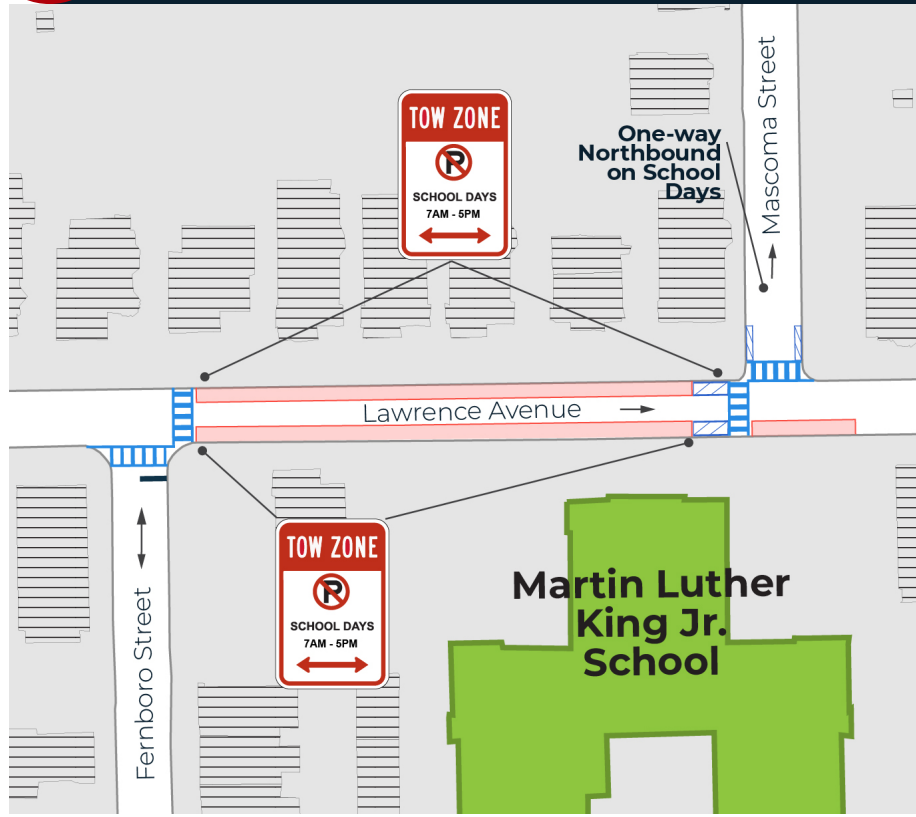 TOW ZONE
P
SCHOOL DAYS
7AM - 5PM
One-way
Northbound
on School
Days
Mascoma Street
Lawrence Avenue
TOW ZONE
P
SCHOOL DAYS
7AM - 5PM
Fernboro Street
Martin Luther
King Jr.
School